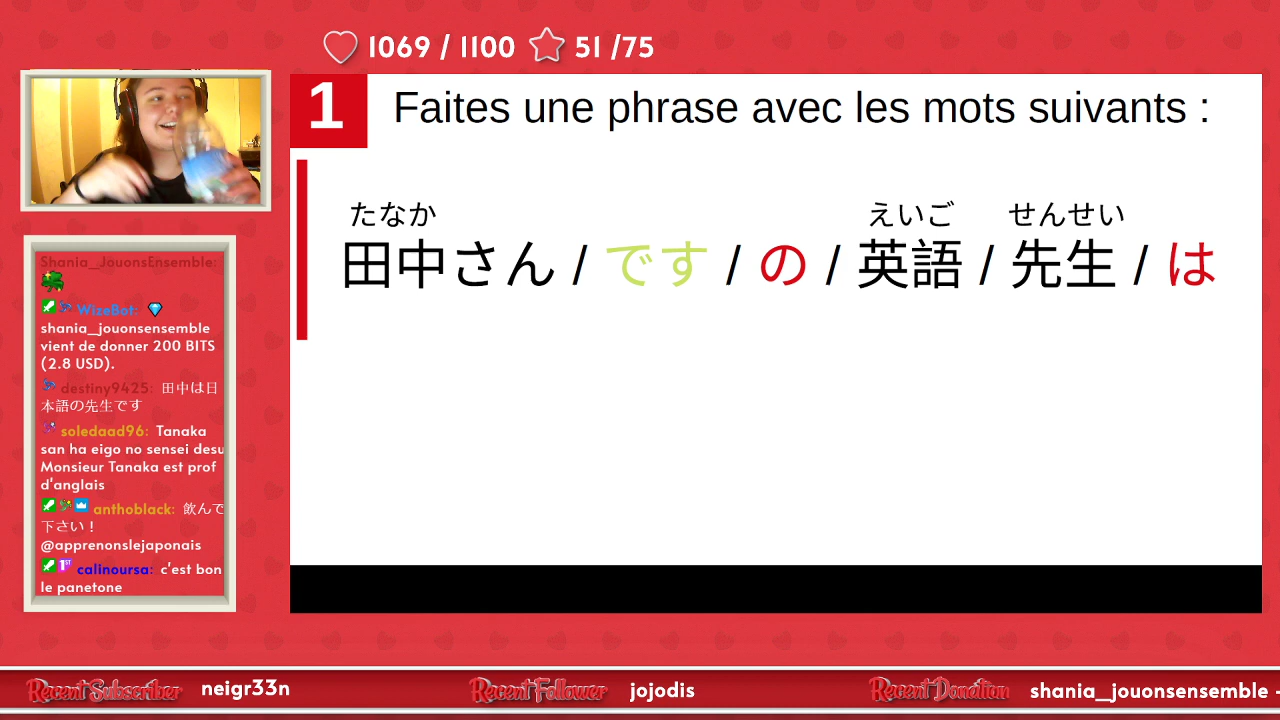 1069 / 1100 51 /75
1 Faites une phrase avec les mots suivants :
たなか えいご せんせい
田中さん / です / の / 英語 / 先生 / は
Shania_JouonsEnsemble:
WizeBot:
shania_jouonsensemble
vient de donner 200 BITS
(2.8 USD).
destiny9425: 田中は日
本語の先生です
soledaad96: Tanaka
san ha eigo no sensei desu
Monsieur Tanaka est prof
d'anglais
anthoblack: 飲んで
下さい！
@apprenonslejaponais
1ST calinoursa: c'est bon
le panetone
Recent Subscriber neigr33n Recent Follower jojodis Recent Donation shania_jouonsensemble -